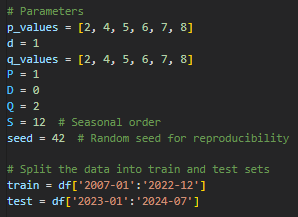 # Parameters
p_values = [2, 4, 5, 6, 7, 8]
d = 1
q_values = [2, 4, 5, 6, 7, 8]
P = 1
D = 0
Q = 2
S = 12  # Seasonal order
seed = 42  # Random seed for reproducibility

# Split the data into train and test sets
train = df['2007-01':'2022-12']
test = df['2023-01':'2024-07']